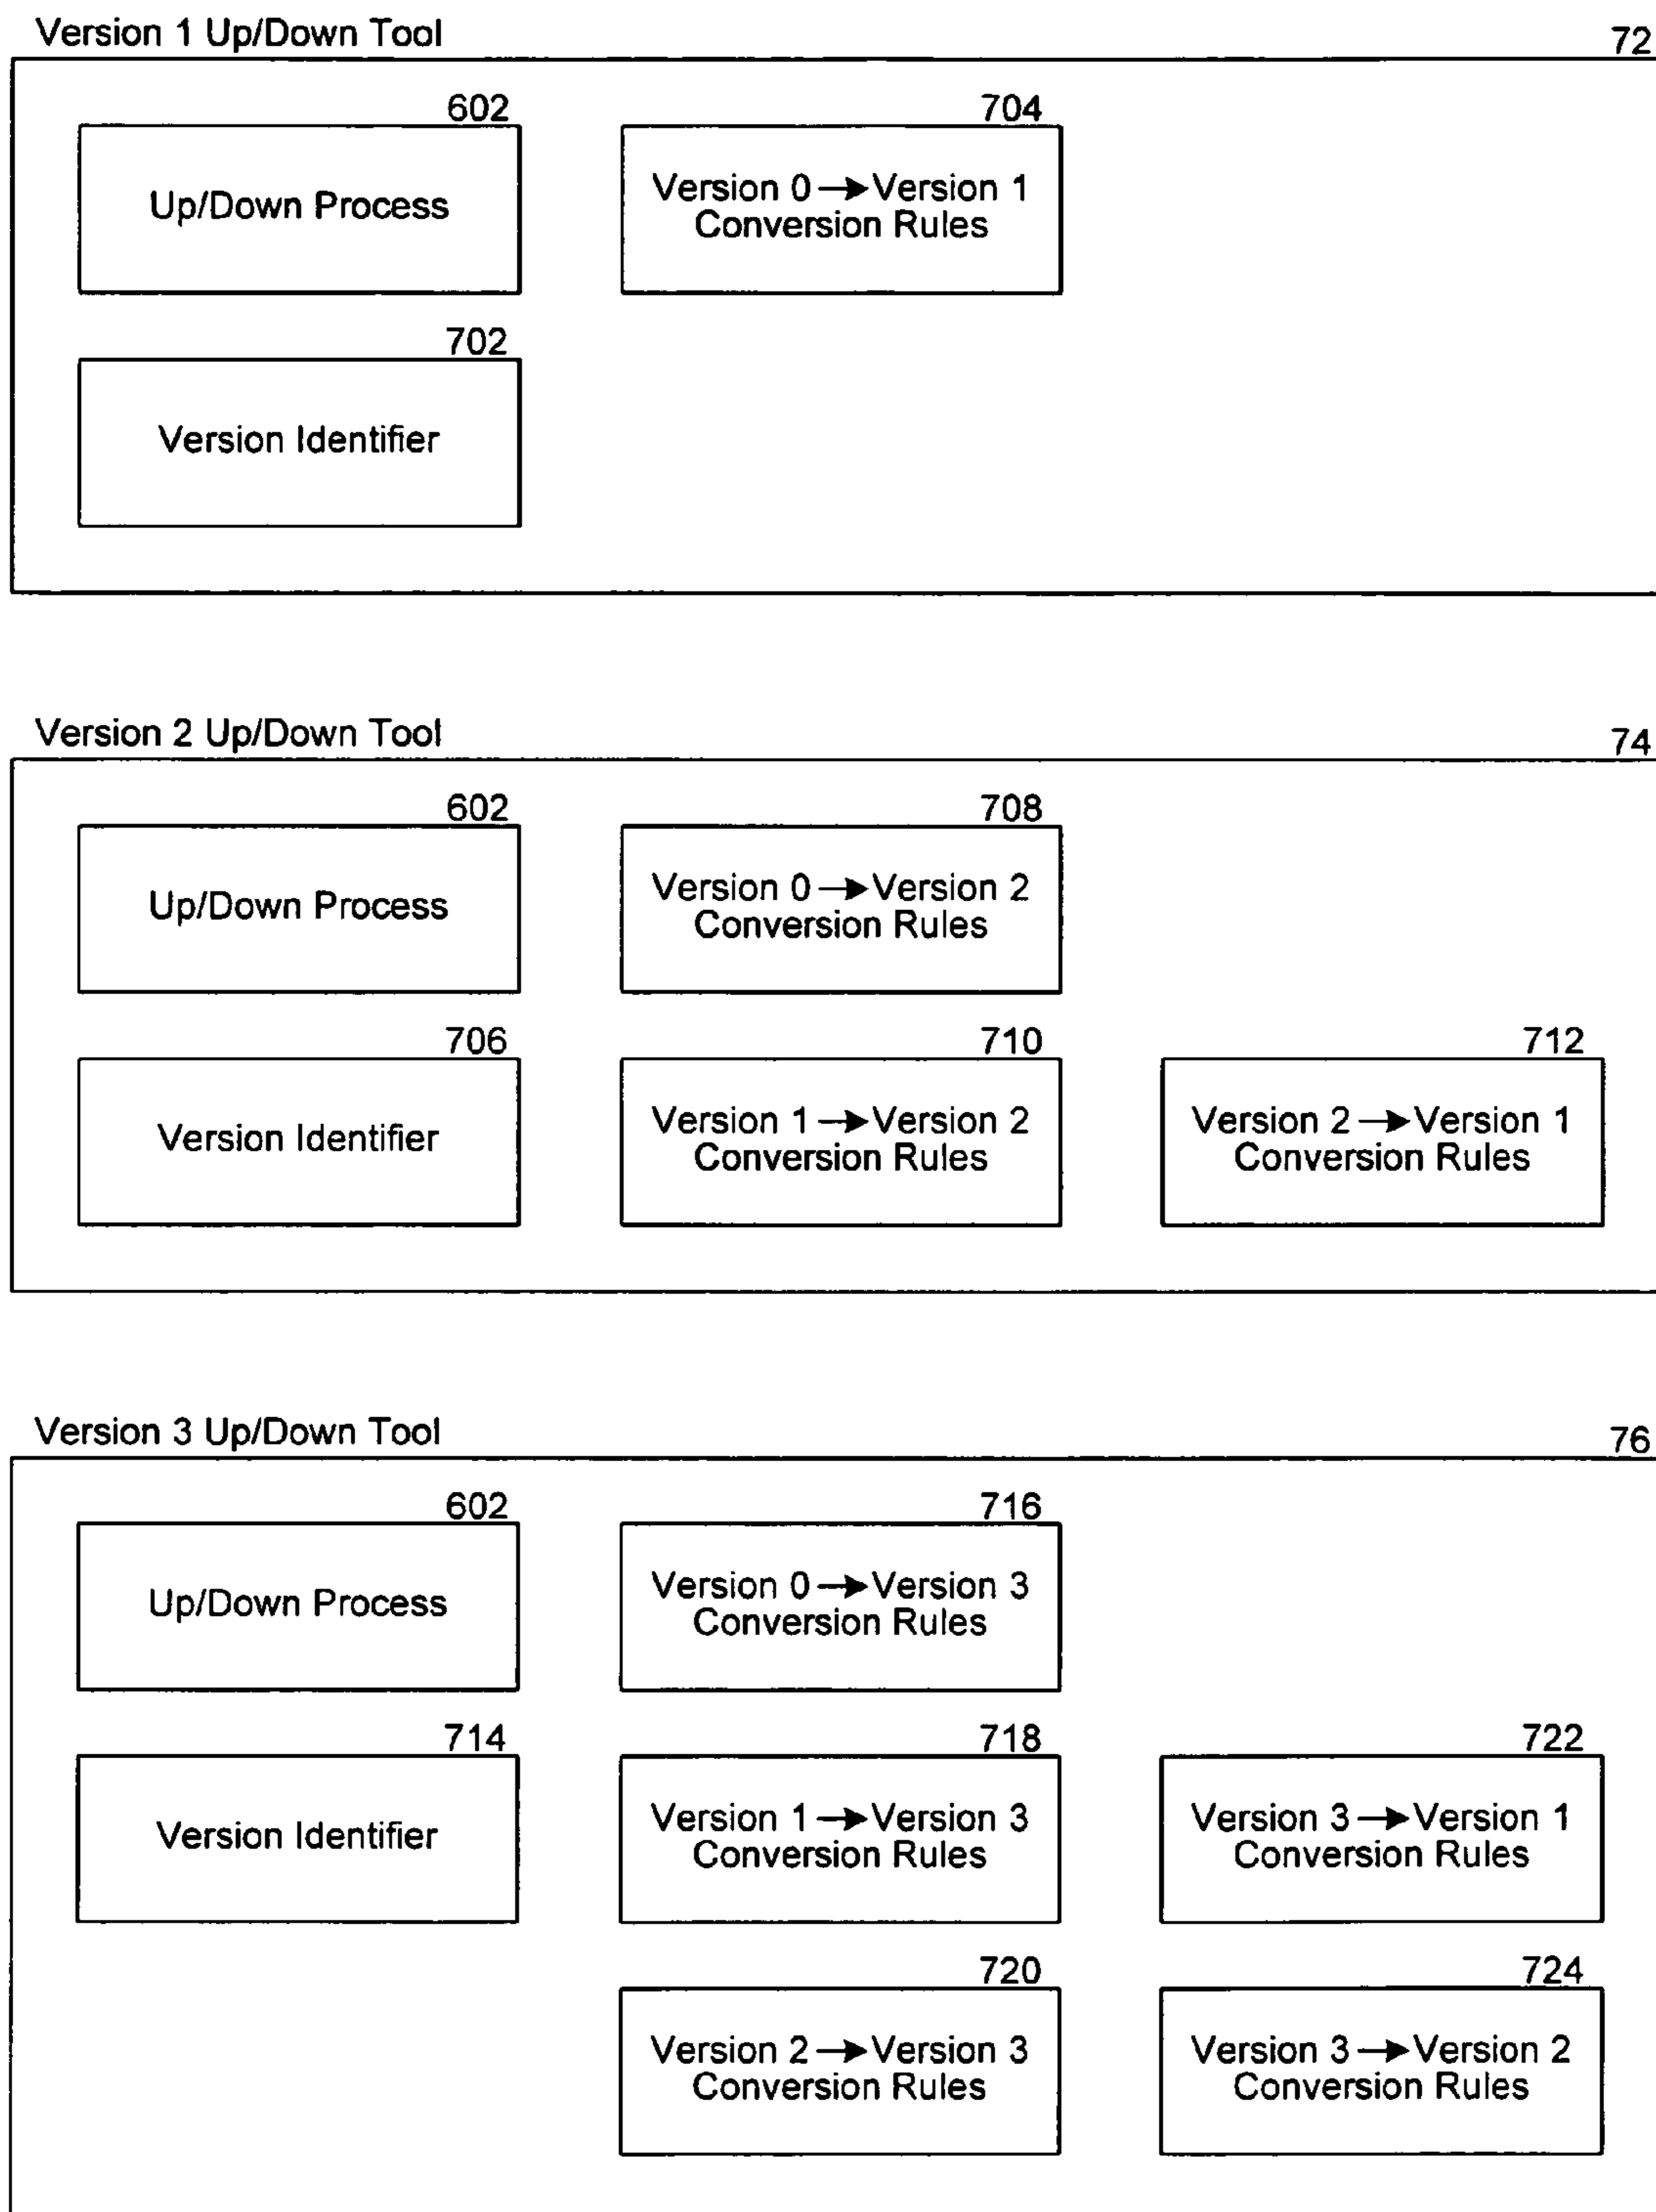 Version 1 Up/Down Tool
72
602
704
Up/Down Process
Version 0→Version 1
Conversion Rules
702
Version Identifier
Version 2 Up/Down Tool
74
602
708
Up/Down Process
Version 0→Version 2
Conversion Rules
706
710
712
Version Identifier
Version 1→Version 2
Conversion Rules
Version 2→Version 1
Conversion Rules
Version 3 Up/Down Tool
76
602
716
Up/Down Process
Version 0→Version 3
Conversion Rules
714
718
722
Version Identifier
Version 1→Version 3
Conversion Rules
Version 3→Version 1
Conversion Rules
720
724
Version 2→Version 3
Conversion Rules
Version 3→Version 2
Conversion Rules